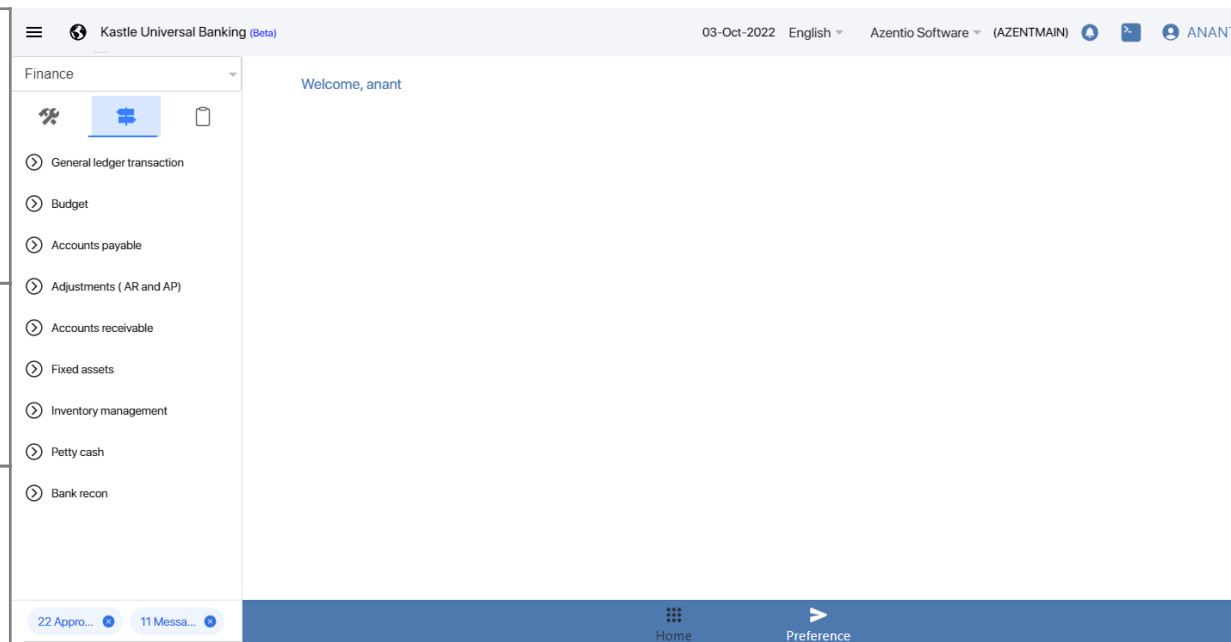 Kastle Universal Banking (Beta)
03-Oct-2022 English Azentio Software (AZENTMAIN) ANANT
Finance
Welcome, anant
General ledger transaction
Budget
Accounts payable
Adjustments ( AR and AP)
Accounts receivable
Fixed assets
Inventory management
Petty cash
Bank recon
22 Appro... 11 Messa...
Home Preference